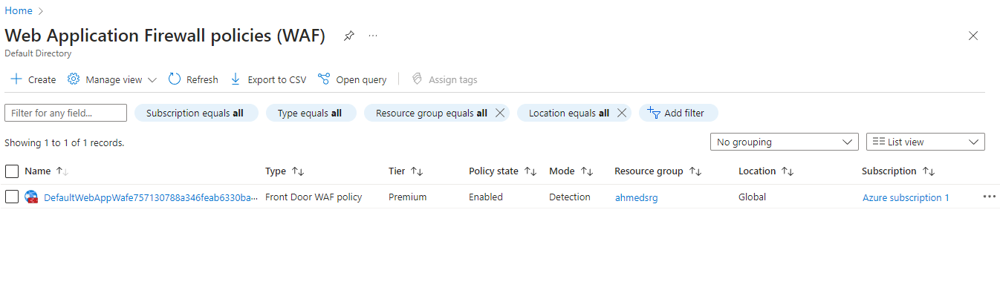 Home
Web Application Firewall policies (WAF) ...
Default Directory
Create Manage view Refresh Export to CSV Open query Assign tags
Filter for any field... Subscription equals all Type equals all Resource group equals all Location equals all Add filter
Showing 1 to 1 of 1 records. No grouping List view
Name Type Tier Policy state Mode Resource group Location Subscription
DefaultWebAppWafe757130788a346feab6330ba... Front Door WAF policy Premium Enabled Detection ahmedsrg Global Azure subscription 1 ...